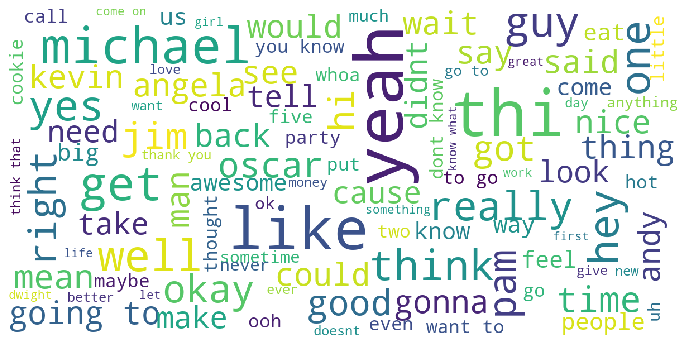 call
come on
girl
us
much
would
wait
guy
eat
little
one
cookie
michael
you know
yeah
say
said
go to
great
kevin
angela
love
see
whoa
didnt
come
want
cool
tell
hi
dont know
know what
thi
day
anything
nice
yes
jim
five
party
need
back
got
thing
think that
right
big
thank you
oscar
put
to go
look
work
hot
get
man
awesome
money
cause
really
hey
andy
take
thought
ok
like
something
two
know
way
first
well
sometime
think
pam
feel
life
mean
maybe
never
could
give
new
dwight
better
let
okay
ever
good
gonna
go
time
uh
going to
make
ooh
doesnt
even
want to
people